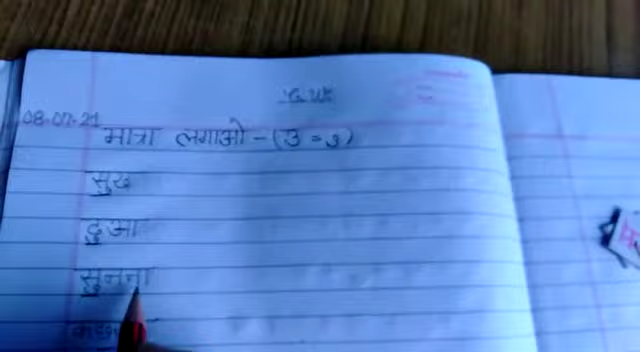 08-07-21
मात्रा लगाओ - (उ = ु)
सुख
दुआ
सुनना